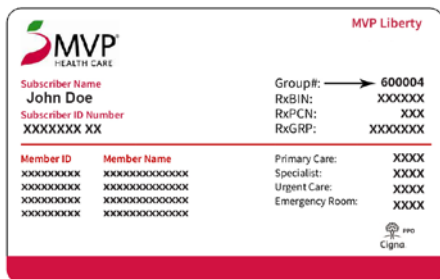 MVP Liberty
MVP®
HEALTH CARE
Subscriber Name
John Doe
Subscriber ID Number
XXXXXXX XX
Group#: 600004
RxBIN: XXXXXX
RxPCN: XXX
RxGRP: XXXXXXX
Member ID Member Name
XXXXXXXXX XXXXXXXXXXXXX
XXXXXXXXX XXXXXXXXXXXXX
XXXXXXXXX XXXXXXXXXXXXX
XXXXXXXXX XXXXXXXXXXXXX
Primary Care: XXXX
Specialist: XXXX
Urgent Care: XXXX
Emergency Room: XXXX
PPO
Cigna